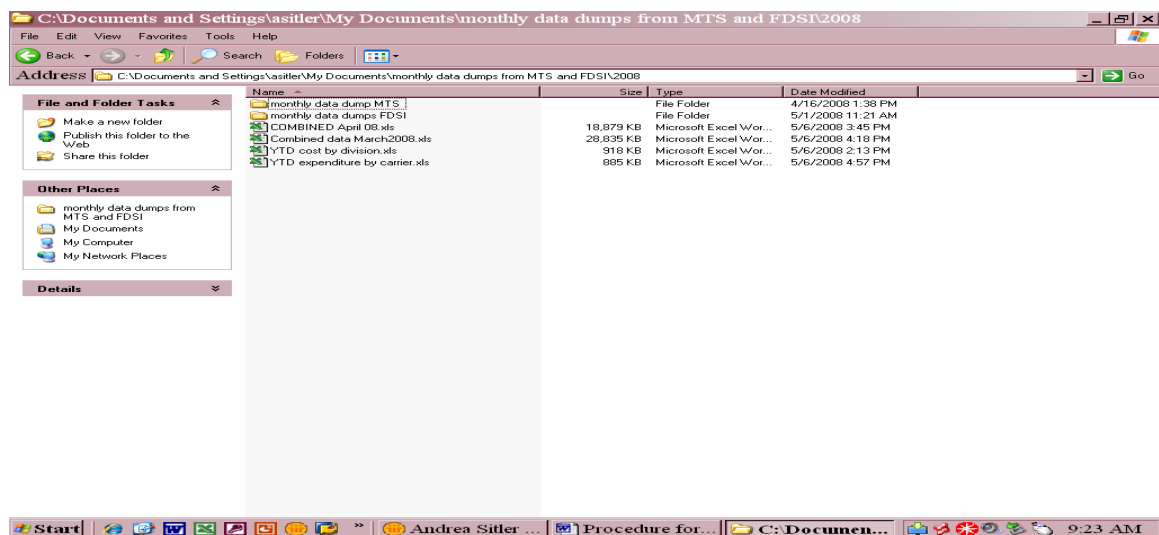 C:\Documents and Settings\asitler\My Documents\monthly data dumps from MTS and FDSI\2008
File Edit View Favorites Tools Help
Back Search Folders
Address C:\Documents and Settings\asitler\My Documents\monthly data dumps from MTS and FDSI\2008 Go
Name Size Type Date Modified
File and Folder Tasks
Make a new folder
Publish this folder to the
Web
Share this folder
Other Places
monthly data dumps from
MTS and FDSI
My Documents
My Computer
My Network Places
Details
monthly data dump MTS File Folder 4/16/2008 1:38 PM
monthly data dumps FDSI File Folder 5/1/2008 11:21 AM
COMBINED April 08.xls 18,879 KB Microsoft Excel Wor... 5/6/2008 3:45 PM
Combined data March2008.xls 28,835 KB Microsoft Excel Wor... 5/6/2008 4:18 PM
YTD cost by division.xls 918 KB Microsoft Excel Wor... 5/6/2008 2:13 PM
YTD expenditure by carrier.xls 885 KB Microsoft Excel Wor... 5/6/2008 4:57 PM
Start Andrea Sitler ... Procedure for... C:\Documen... 9:23 AM